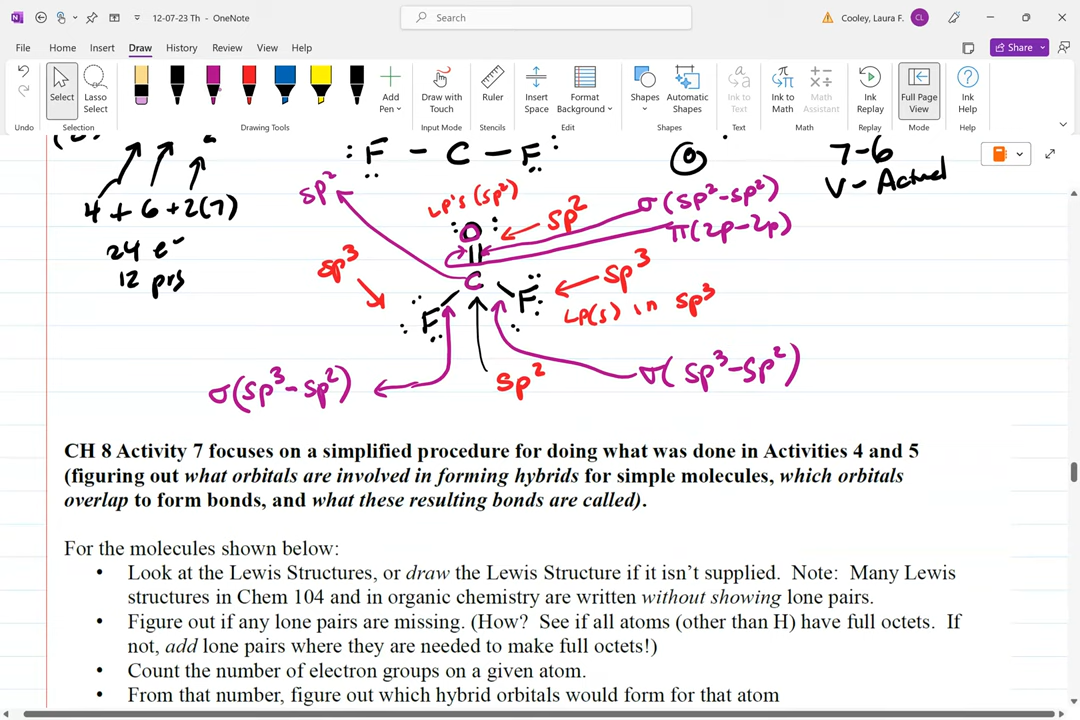 12-07-23 Th - OneNote
Search
Cooley, Laura F.
CL
File Home Insert Draw History Review View Help
Share
Undo
Select
Lasso Select
Selection
Drawing Tools
Add Pen
Draw with Touch
Input Mode
Ruler
Stencils
Insert Space
Format Background
Edit
Shapes
Automatic Shapes
Shapes
Ink to Text
Text
Ink to Math
Math Assistant
Math
Ink Replay
Replay
Full Page View
Mode
Ink Help
Help
: F – C – F :
0
7-6
V - Actual
4 + 6 + 2(7)
24 e⁻
12 prs
sp²
LP's (sp²)
sp²
σ(sp²-sp²)
π(2p-2p)
O
C
F
F
sp³
sp³
LP(s) in sp³
σ(sp³-sp²)
sp²
σ(sp³-sp²)
CH 8 Activity 7 focuses on a simplified procedure for doing what was done in Activities 4 and 5
(figuring out what orbitals are involved in forming hybrids for simple molecules, which orbitals
overlap to form bonds, and what these resulting bonds are called).
For the molecules shown below:
• Look at the Lewis Structures, or draw the Lewis Structure if it isn't supplied. Note: Many Lewis
structures in Chem 104 and in organic chemistry are written without showing lone pairs.
• Figure out if any lone pairs are missing. (How? See if all atoms (other than H) have full octets. If
not, add lone pairs where they are needed to make full octets!)
• Count the number of electron groups on a given atom.
• From that number, figure out which hybrid orbitals would form for that atom